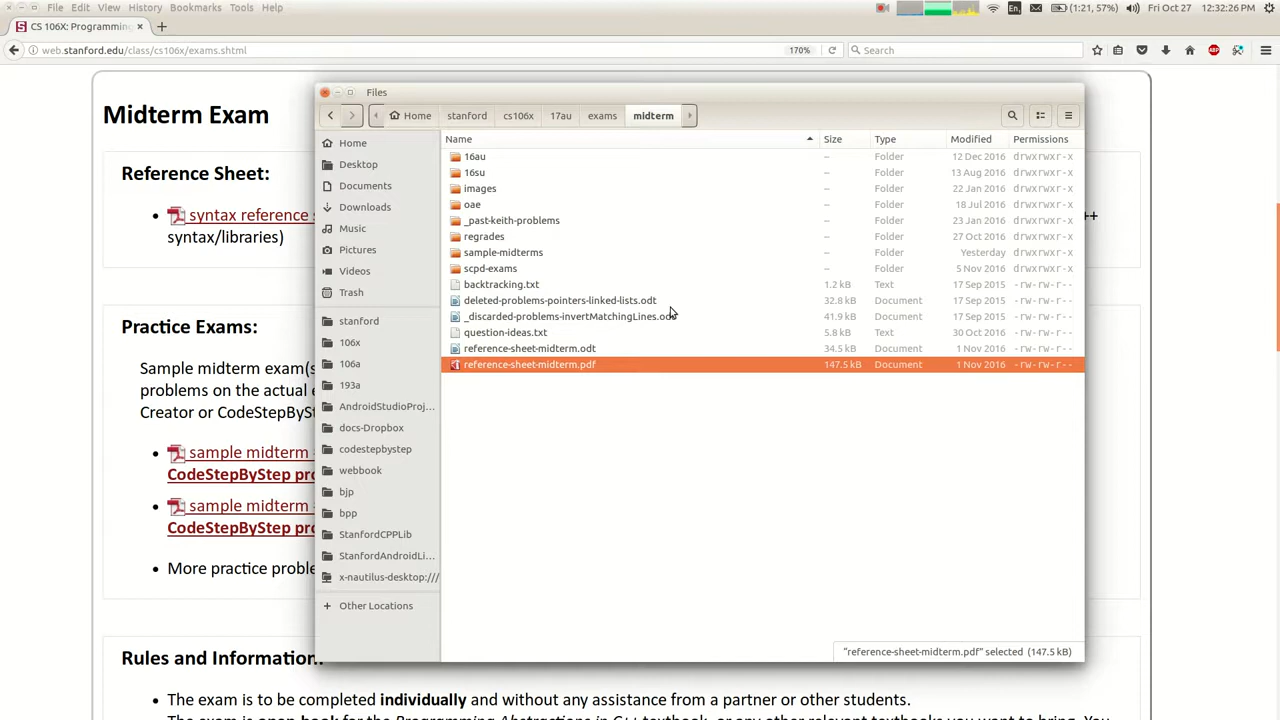 File Edit View History Bookmarks Tools Help
En
(1:21, 57%)
Fri Oct 27
12:32:26
CS 106X: Programming
web.stanford.edu/class/cs106x/exams.shtml
170%
Search
ABP
Midterm Exam
Reference Sheet:
syntax reference
++
syntax/libraries)
Practice Exams:
Sample midterm exam(s
problems on the actual e
Creator or CodeStepByStep
sample midterm
CodeStepByStep pro
sample midterm
CodeStepByStep pro
More practice proble
Rules and Information:
The exam is to be completed individually and without any assistance from a partner or other students.
Files
Home stanford cs106x 17au exams midterm
Home
Desktop
Documents
Downloads
Music
Pictures
Videos
Trash
stanford
106x
106a
193a
AndroidStudioProj...
docs-Dropbox
codestepbystep
webbook
bjp
bpp
StanfordCPPLib
StanfordAndroidLi...
x-nautilus-desktop:///
Other Locations
Name Size Type Modified Permissions
16au – Folder 12 Dec 2016 drwxrwxr-x
16su – Folder 13 Aug 2016 drwxrwxr-x
images – Folder 22 Jan 2016 drwxrwxr-x
oae – Folder 18 Jul 2016 drwxrwxr-x
_past-keith-problems – Folder 23 Jan 2016 drwxrwxr-x
regrades – Folder 27 Oct 2016 drwxrwxr-x
sample-midterms – Folder Yesterday drwxrwxr-x
scpd-exams – Folder 5 Nov 2016 drwxrwxr-x
backtracking.txt 1.2 kB Text 17 Sep 2015 -rw-rw-r--
deleted-problems-pointers-linked-lists.odt 32.8 kB Document 17 Sep 2015 -rw-rw-r--
_discarded-problems-invertMatchingLines.odt 41.9 kB Document 17 Sep 2015 -rw-rw-r--
question-ideas.txt 5.8 kB Text 30 Oct 2016 -rw-rw-r--
reference-sheet-midterm.odt 34.5 kB Document 1 Nov 2016 -rw-rw-r--
reference-sheet-midterm.pdf 147.5 kB Document 1 Nov 2016 -rw-rw-r--
"reference-sheet-midterm.pdf" selected (147.5 kB)